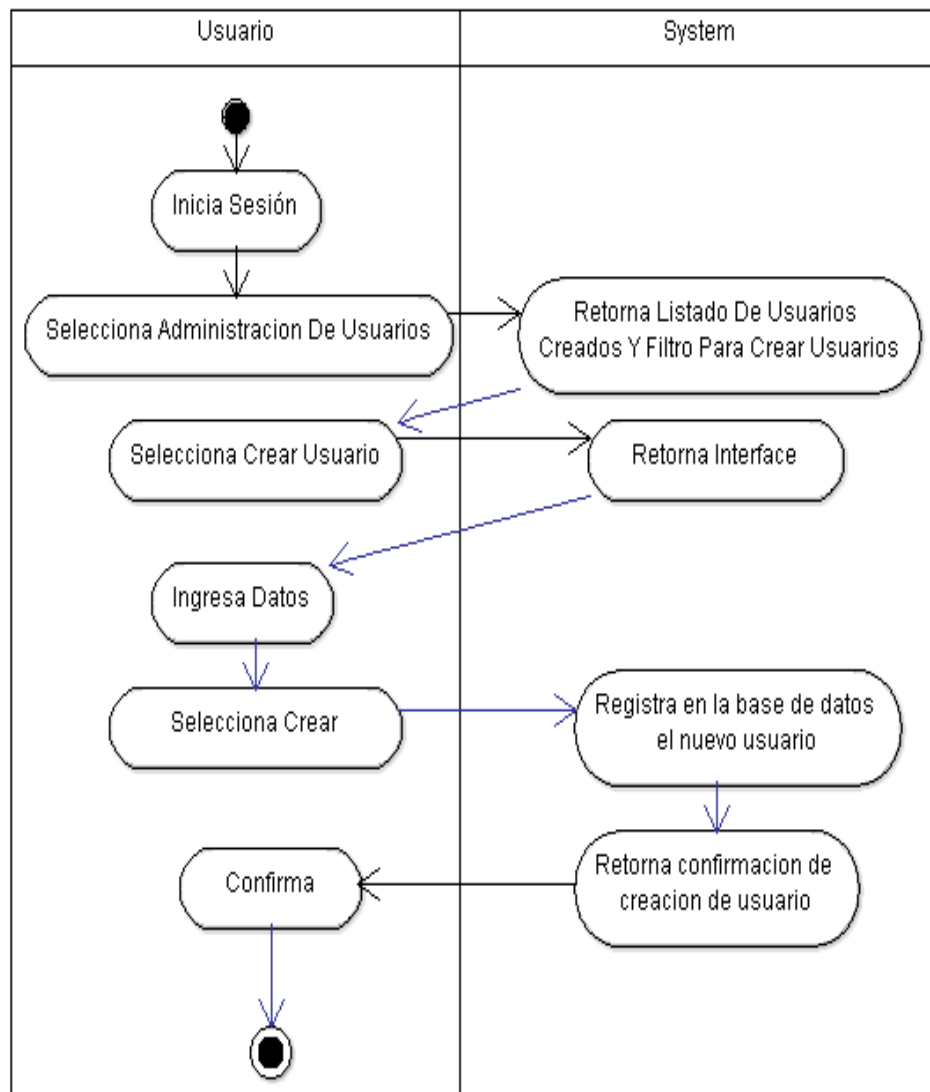 Usuario
System
Inicia Sesión
Selecciona Administracion De Usuarios
Retorna Listado De Usuarios
Creados Y Filtro Para Crear Usuarios
Selecciona Crear Usuario
Retorna Interface
Ingresa Datos
Selecciona Crear
Registra en la base de datos
el nuevo usuario
Retorna confirmacion de
creacion de usuario
Confirma